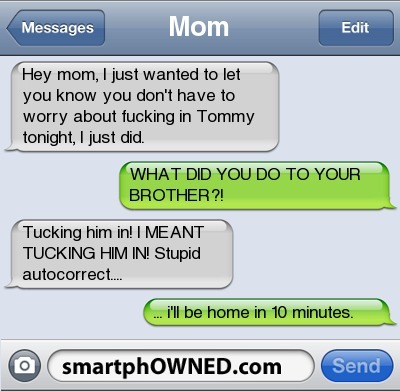 Messages
Mom
Edit
Hey mom, I just wanted to let
you know you don't have to
worry about fucking in Tommy
tonight, I just did.
WHAT DID YOU DO TO YOUR
BROTHER?!
Tucking him in! I MEANT
TUCKING HIM IN! Stupid
autocorrect....
... i'll be home in 10 minutes.
smartphOWNED.com
Send